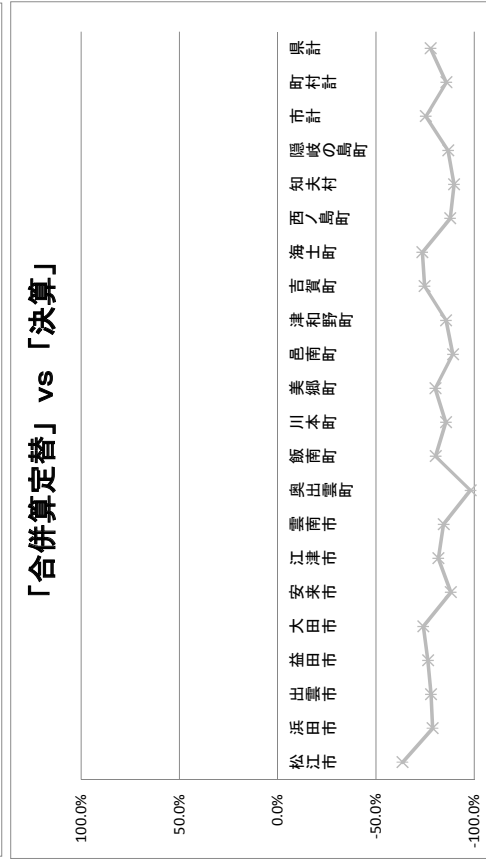 「合併算定替」 vs 「決算」
100.0%
50.0%
0.0%
-50.0%
-100.0%
松江市
浜田市
出雲市
益田市
大田市
安来市
江津市
雲南市
奥出雲町
飯南町
川本町
美郷町
邑南町
津和野町
吉賀町
海士町
西ノ島町
知夫村
隠岐の島町
市計
町村計
県計